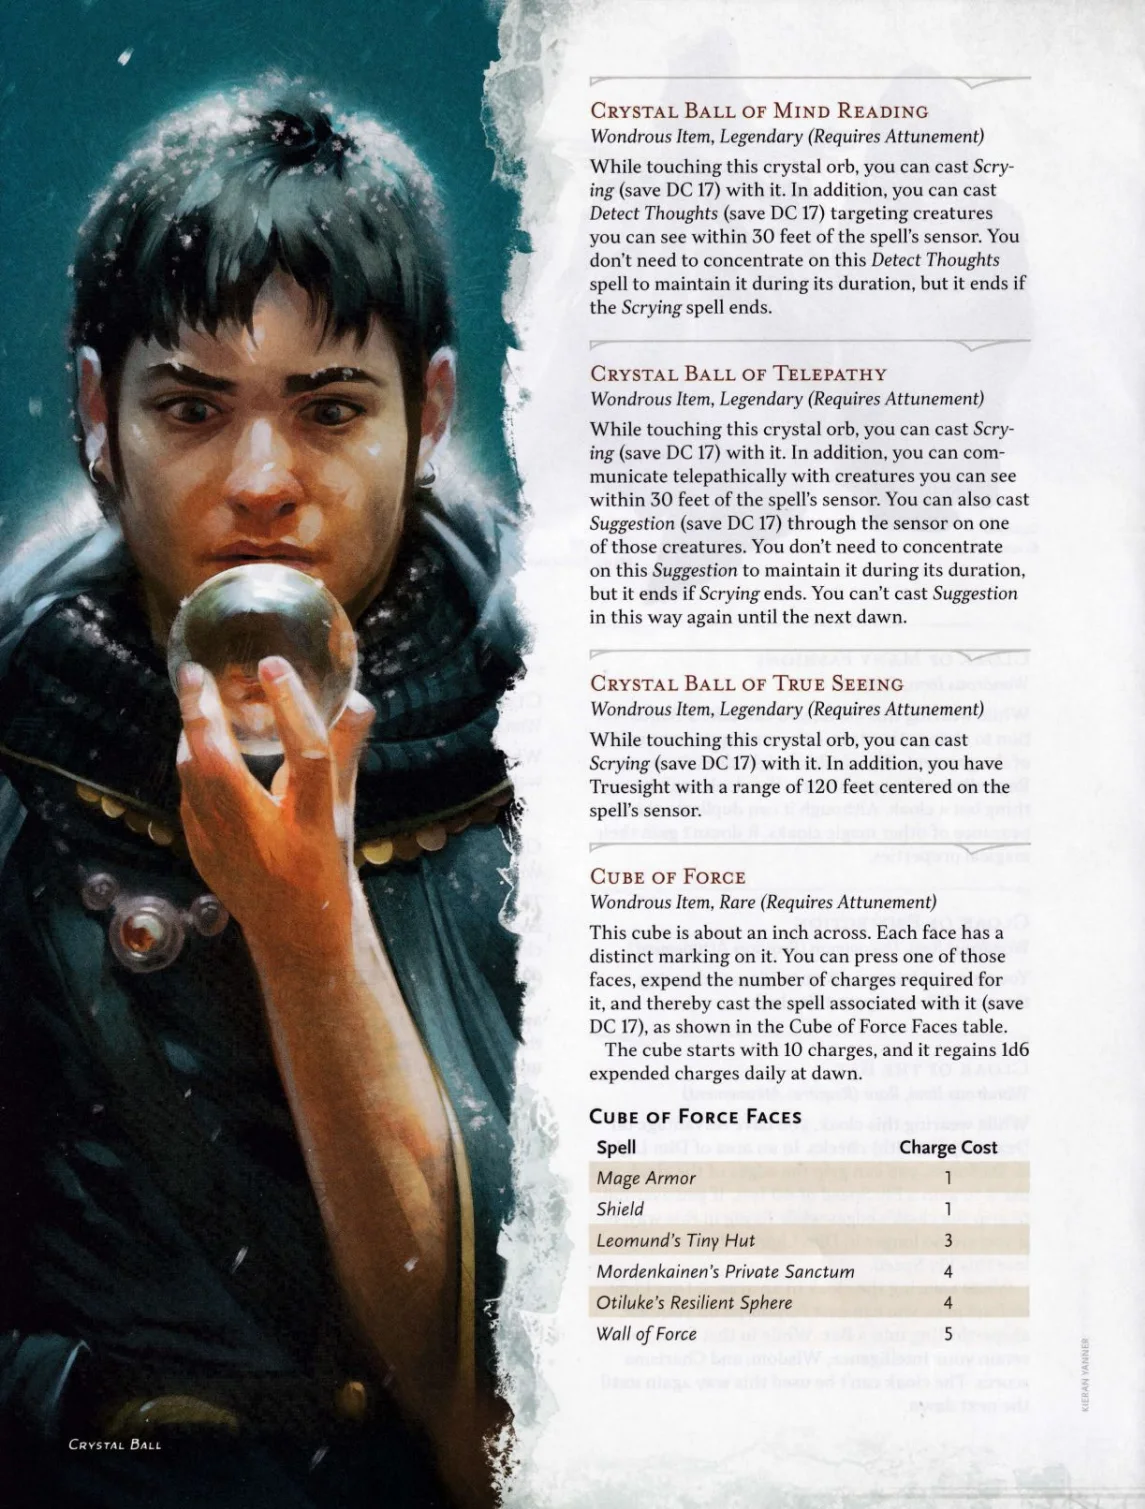 Crystal Ball of Mind Reading
Wondrous Item, Legendary (Requires Attunement)
While touching this crystal orb, you can cast Scry-
ing (save DC 17) with it. In addition, you can cast
Detect Thoughts (save DC 17) targeting creatures
you can see within 30 feet of the spell's sensor. You
don't need to concentrate on this Detect Thoughts
spell to maintain it during its duration, but it ends if
the Scrying spell ends.
Crystal Ball of Telepathy
Wondrous Item, Legendary (Requires Attunement)
While touching this crystal orb, you can cast Scry-
ing (save DC 17) with it. In addition, you can com-
municate telepathically with creatures you can see
within 30 feet of the spell's sensor. You can also cast
Suggestion (save DC 17) through the sensor on one
of those creatures. You don't need to concentrate
on this Suggestion to maintain it during its duration,
but it ends if Scrying ends. You can't cast Suggestion
in this way again until the next dawn.
Crystal Ball of True Seeing
Wondrous Item, Legendary (Requires Attunement)
While touching this crystal orb, you can cast
Scrying (save DC 17) with it. In addition, you have
Truesight with a range of 120 feet centered on the
spell's sensor.
Cube of Force
Wondrous Item, Rare (Requires Attunement)
This cube is about an inch across. Each face has a
distinct marking on it. You can press one of those
faces, expend the number of charges required for
it, and thereby cast the spell associated with it (save
DC 17), as shown in the Cube of Force Faces table.
The cube starts with 10 charges, and it regains 1d6
expended charges daily at dawn.
Cube of Force Faces
Spell Charge Cost
Mage Armor 1
Shield 1
Leomund's Tiny Hut 3
Mordenkainen's Private Sanctum 4
Otiluke's Resilient Sphere 4
Wall of Force 5
Kieran Yanner
Crystal Ball